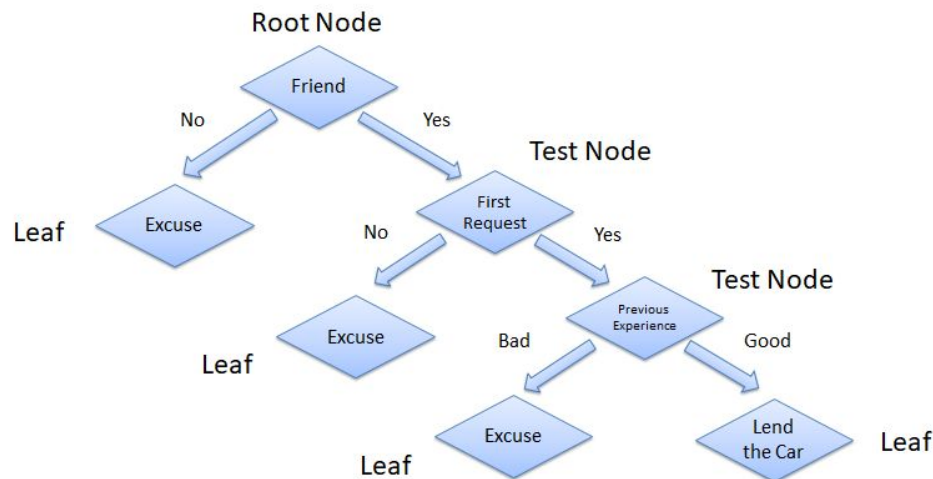 Root Node
Friend
No
Yes
Test Node
Leaf
Excuse
First
Request
No
Yes
Test Node
Previous
Experience
Leaf
Excuse
Bad
Good
Leaf
Excuse
Lend
the Car
Leaf